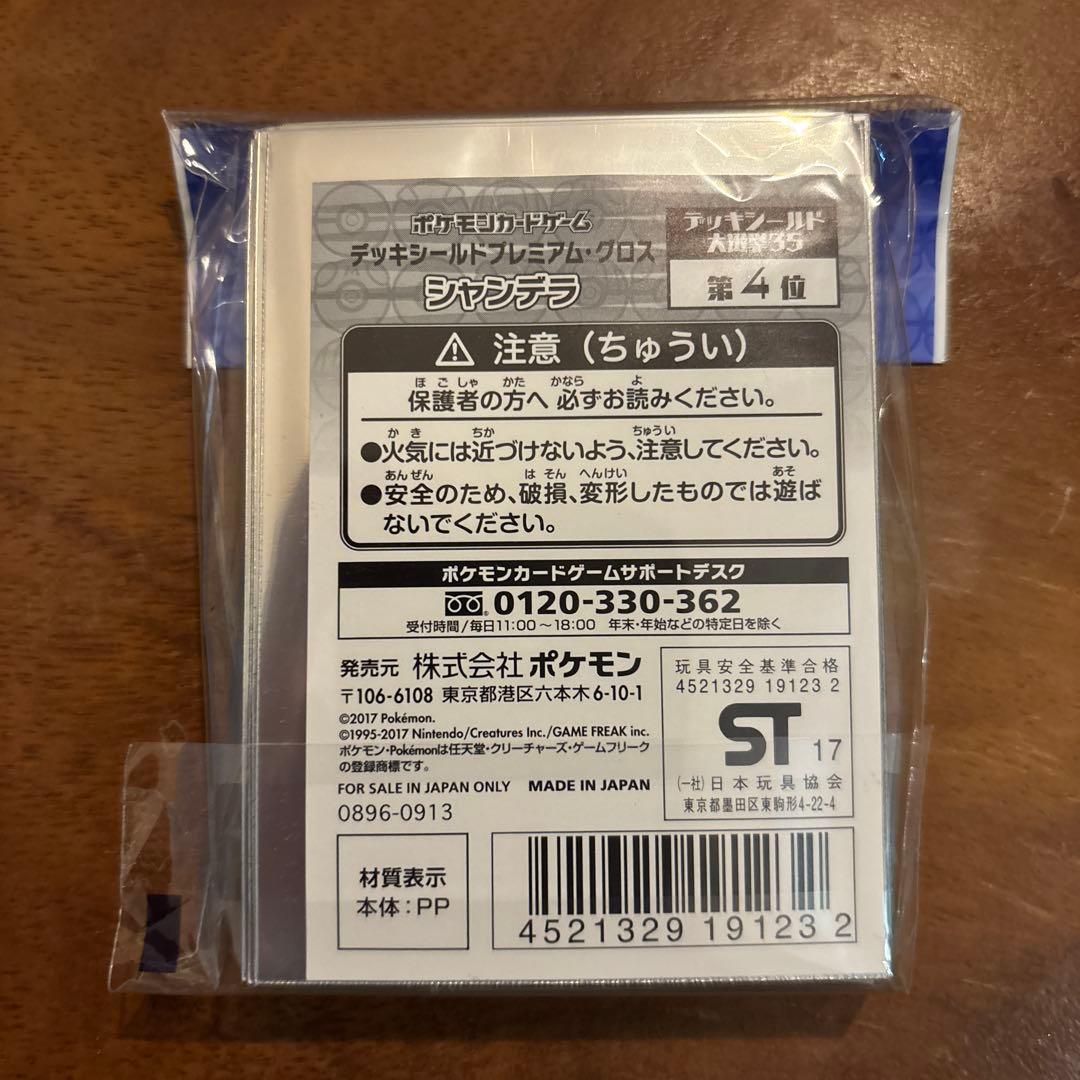 ポケモンカードゲーム
デッキシールドプレミアム・グロス
シャンデラ
デッキシールド
大選挙35
第4位
注意（ちゅうい）
ほごしゃ かた かなら よ
保護者の方へ 必ずお読みください。
かき ちか ちゅうい
●火気には近づけないよう、注意してください。
あんぜん はそん へんけい あそ
●安全のため、破損、変形したものでは遊ば
ないでください。
ポケモンカードゲームサポートデスク
0120-330-362
受付時間/毎日11:00～18:00 年末・年始などの特定日を除く
発売元 株式会社 ポケモン
〒106-6108 東京都港区六本木6-10-1
©2017 Pokémon.
©1995-2017 Nintendo/Creatures Inc./GAME FREAK inc.
ポケモン・Pokémonは任天堂・クリーチャーズ・ゲームフリーク
の登録商標です。
FOR SALE IN JAPAN ONLY MADE IN JAPAN
0896-0913
玩具安全基準合格
4521329 19123 2
ST 17
(一社)日本玩具協会
東京都墨田区東駒形4-22-4
材質表示
本体：PP
4521329 19123 2